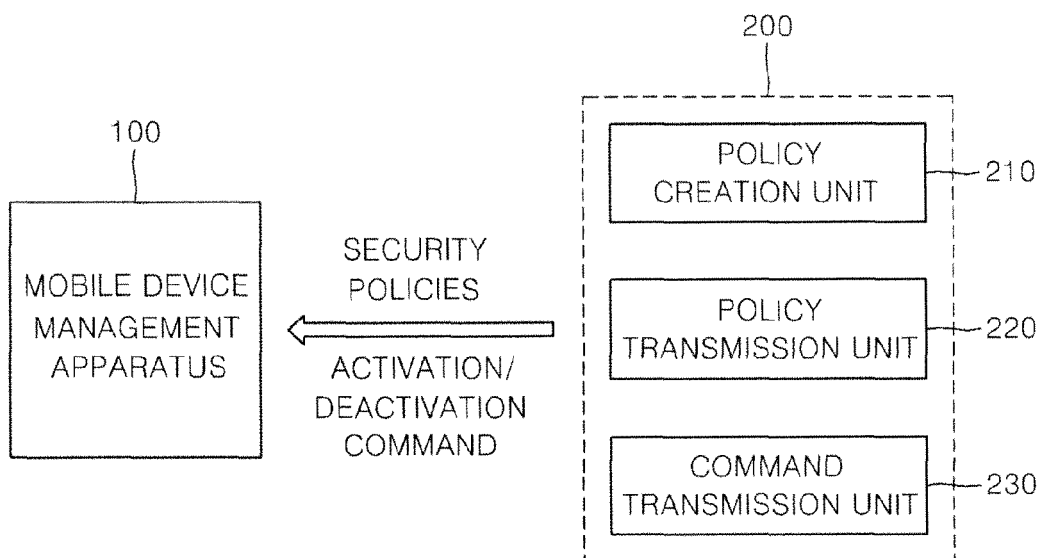 200
100
POLICY
CREATION UNIT
210
SECURITY
POLICIES
MOBILE DEVICE
MANAGEMENT
APPARATUS
POLICY
TRANSMISSION UNIT
220
ACTIVATION/
DEACTIVATION
COMMAND
COMMAND
TRANSMISSION UNIT
230